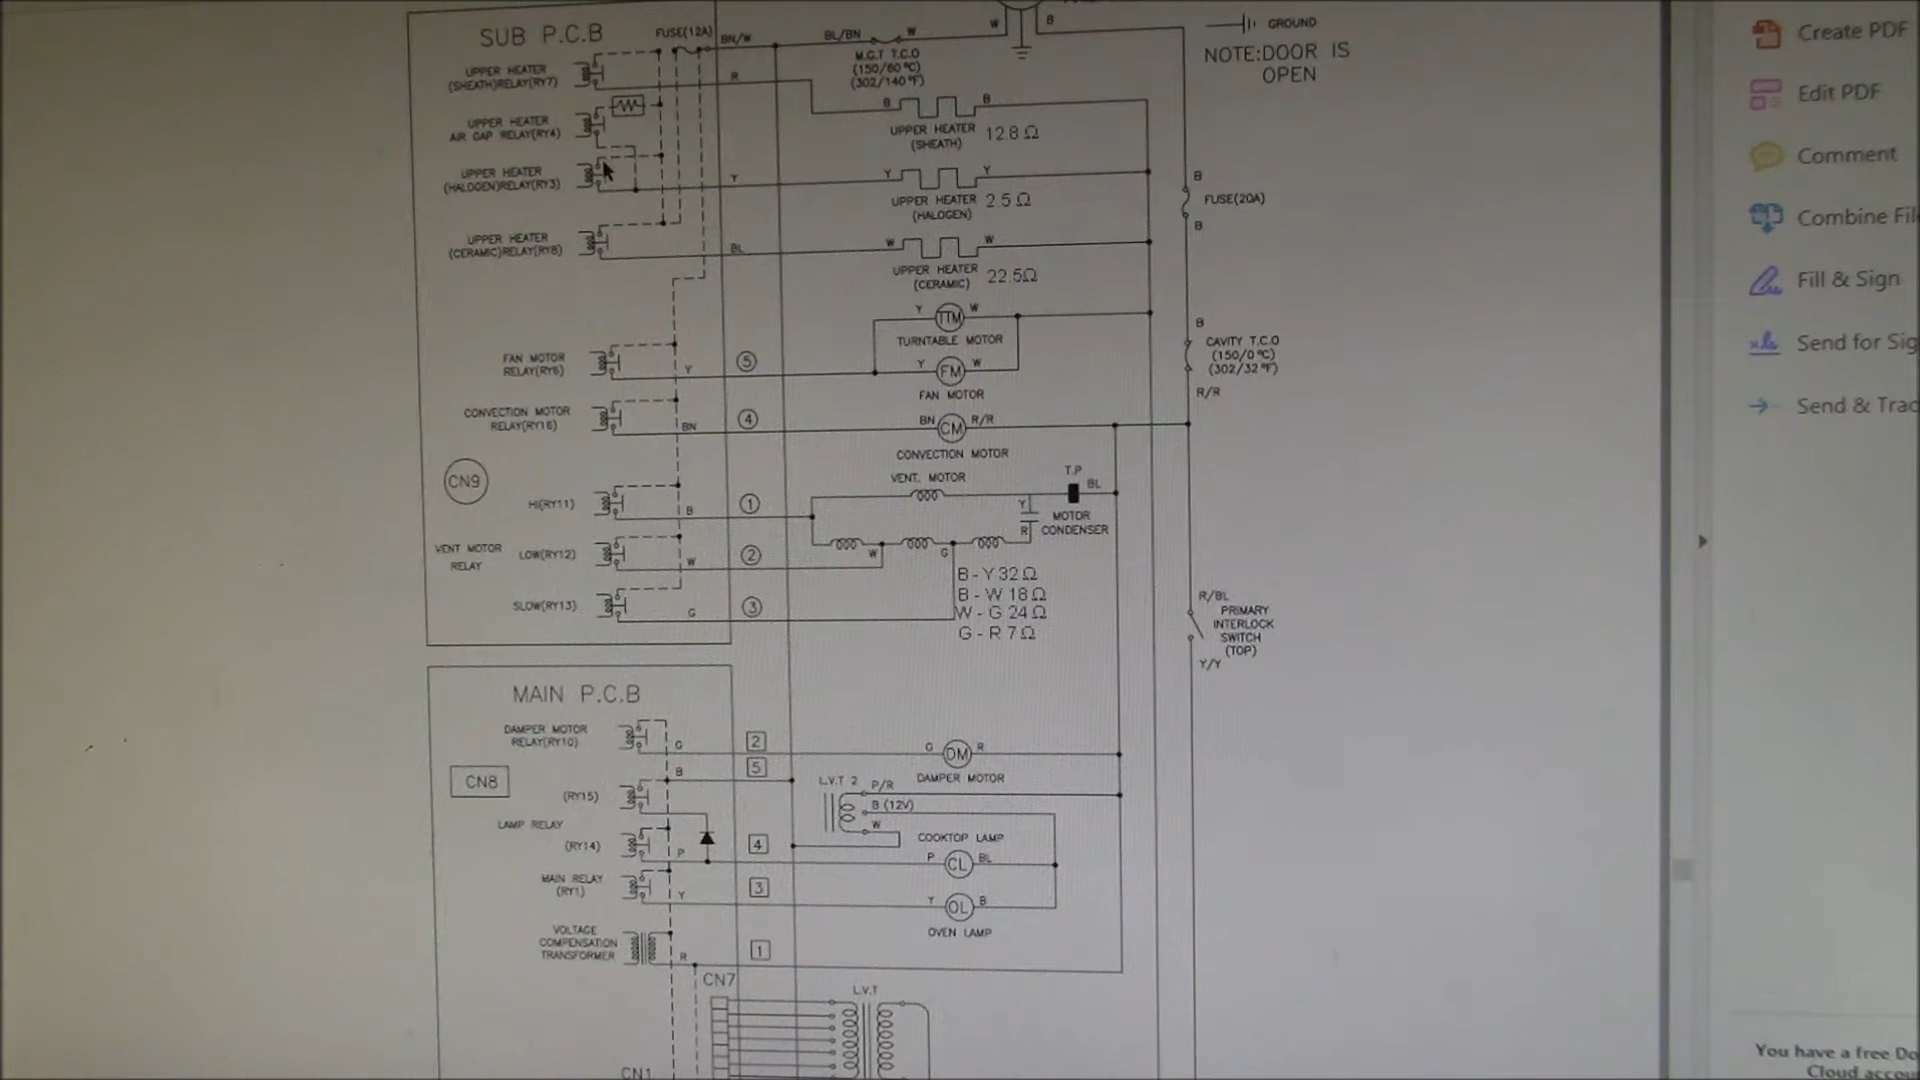 SUB P.C.B
FUSE(12A)
BN/W
BL/BN
W
W
B
GROUND
NOTE:DOOR IS
OPEN
M.G.T T.C.O
(150/60 ℃)
(302/140 °F)
UPPER HEATER
(SHEATH)RELAY(RY7)
R
B
B
UPPER HEATER
(SHEATH)
12.8 Ω
UPPER HEATER
AIR GAP RELAY(RY4)
UPPER HEATER
(HALOGEN)RELAY(RY3)
Y
Y
Y
UPPER HEATER
(HALOGEN)
2.5 Ω
B
FUSE(20A)
B
UPPER HEATER
(CERAMIC)RELAY(RY8)
BL
W
W
UPPER HEATER
(CERAMIC)
22.5Ω
Y
TTM
W
TURNTABLE MOTOR
B
CAVITY T.C.O
(150/0 ℃)
(302/32 °F)
R/R
FAN MOTOR
RELAY(RY6)
Y
5
Y
FM
W
FAN MOTOR
CONVECTION MOTOR
RELAY(RY16)
BN
4
BN
CM
R/R
CONVECTION MOTOR
CN9
VENT. MOTOR
T.P
BL
HI(RY11)
B
1
Y
R
MOTOR
CONDENSER
VENT MOTOR
RELAY
LOW(RY12)
W
2
W
G
B - Y 32 Ω
B - W 18 Ω
W - G 24 Ω
G - R 7 Ω
SLOW(RY13)
G
3
R/BL
PRIMARY
INTERLOCK
SWITCH
(TOP)
Y/Y
MAIN P.C.B
DAMPER MOTOR
RELAY(RY10)
G
2
G
DM
R
DAMPER MOTOR
CN8
B
5
(RY15)
L.V.T 2
P/R
B (12V)
W
LAMP RELAY
(RY14)
P
4
COOKTOP LAMP
P
CL
BL
MAIN RELAY
(RY1)
Y
3
Y
OL
B
OVEN LAMP
VOLTAGE
COMPENSATION
TRANSFORMER
R
1
CN7
L.V.T
CN1
Create PDF
Edit PDF
Comment
Combine Fil
Fill & Sign
Send for Sig
Send & Trac
You have a free Do
Cloud accou